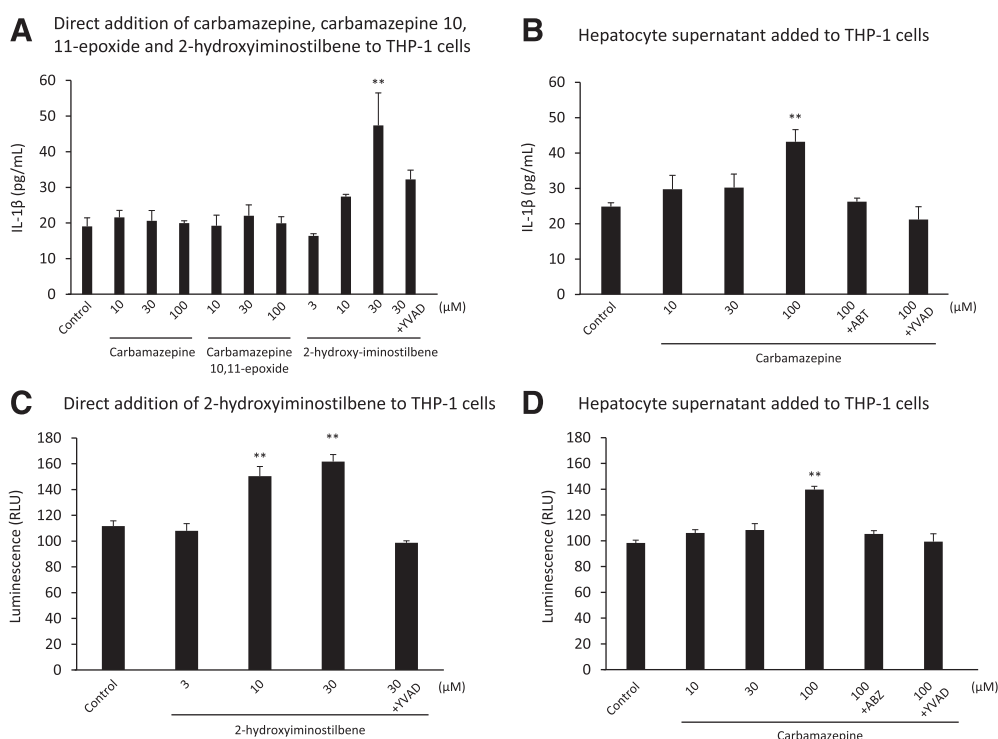 A
Direct addition of carbamazepine, carbamazepine 10,
11-epoxide and 2-hydroxyiminostilbene to THP-1 cells
IL-1β (pg/mL)
60
50
40
30
20
10
0
**
Control
10
30
100
10
30
100
3
10
30
30
+YVAD
(μM)
Carbamazepine
Carbamazepine
10,11-epoxide
2-hydroxy-iminostilbene
B
Hepatocyte supernatant added to THP-1 cells
IL-1β (pg/mL)
60
50
40
30
20
10
0
**
Control
10
30
100
100
+ABT
100
+YVAD
(μM)
Carbamazepine
C
Direct addition of 2-hydroxyiminostilbene to THP-1 cells
Luminescence (RLU)
180
160
140
120
100
80
60
40
20
0
**
**
Control
3
10
30
30
+YVAD
(μM)
2-hydroxyiminostilbene
D
Hepatocyte supernatant added to THP-1 cells
Luminescence (RLU)
180
160
140
120
100
80
60
40
20
0
**
Control
10
30
100
100
+ABZ
100
+YVAD
(μM)
Carbamazepine